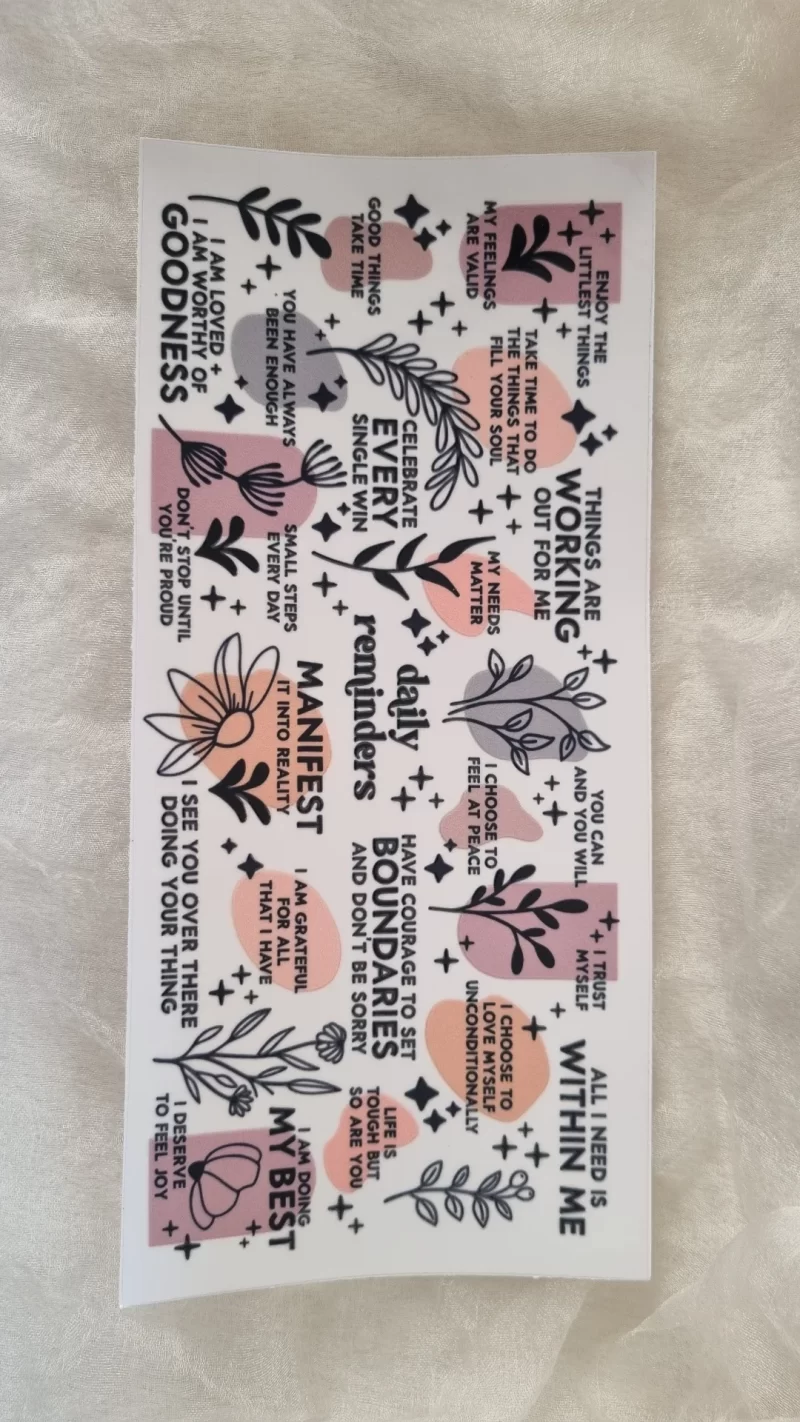 ENJOY THE
LITTLEST THINGS
THINGS ARE
WORKING
OUT FOR ME
YOU CAN
AND YOU WILL
I TRUST
MYSELF
ALL I NEED IS
WITHIN ME
MY FEELINGS
ARE VALID
TAKE TIME TO DO
THE THINGS THAT
FILL YOUR SOUL
MY NEEDS
MATTER
I CHOOSE TO
FEEL AT PEACE
I CHOOSE TO
LOVE MYSELF
UNCONDITIONALLY
GOOD THINGS
TAKE TIME
CELEBRATE
EVERY
SINGLE WIN
daily
reminders
HAVE COURAGE TO SET
BOUNDARIES
AND DON'T BE SORRY
LIFE IS
TOUGH BUT
SO ARE YOU
YOU HAVE ALWAYS
BEEN ENOUGH
SMALL STEPS
EVERY DAY
MANIFEST
IT INTO REALITY
I AM GRATEFUL
FOR ALL
THAT I HAVE
I AM DOING
MY BEST
I AM LOVED +
I AM WORTHY OF
GOODNESS
DON'T STOP UNTIL
YOU'RE PROUD
I SEE YOU OVER THERE
DOING YOUR THING
I DESERVE
TO FEEL JOY